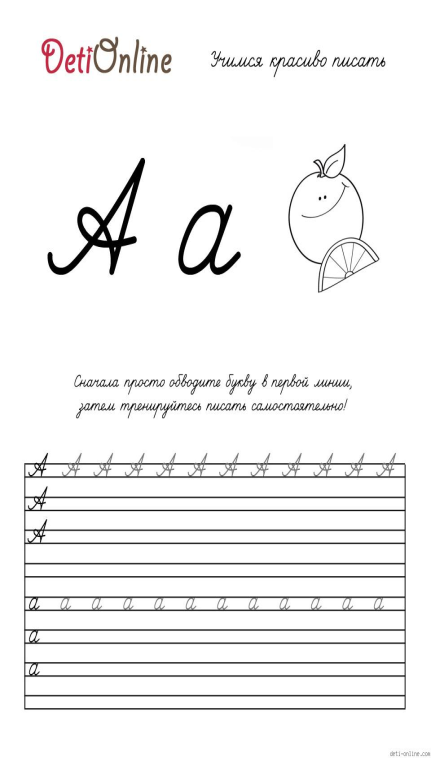 DetiOnline
Учимся красиво писать
А а
Сначала просто обводите букву в первой линии,
затем тренируйтесь писать самостоятельно!
А А А А А А А А А А А А
А
А
а а а а а а а а а а а а
а
а
deti-online.com